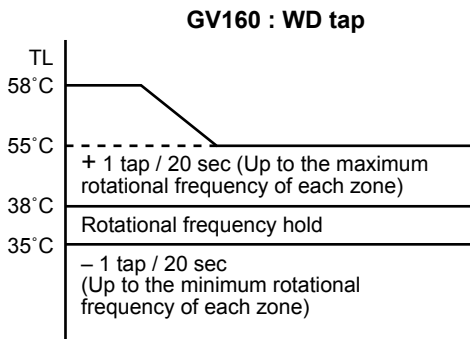 GV160 : WD tap
TL
58˚C
55˚C
+ 1 tap / 20 sec (Up to the maximum
rotational frequency of each zone)
38˚C
Rotational frequency hold
35˚C
– 1 tap / 20 sec
(Up to the minimum rotational
frequency of each zone)